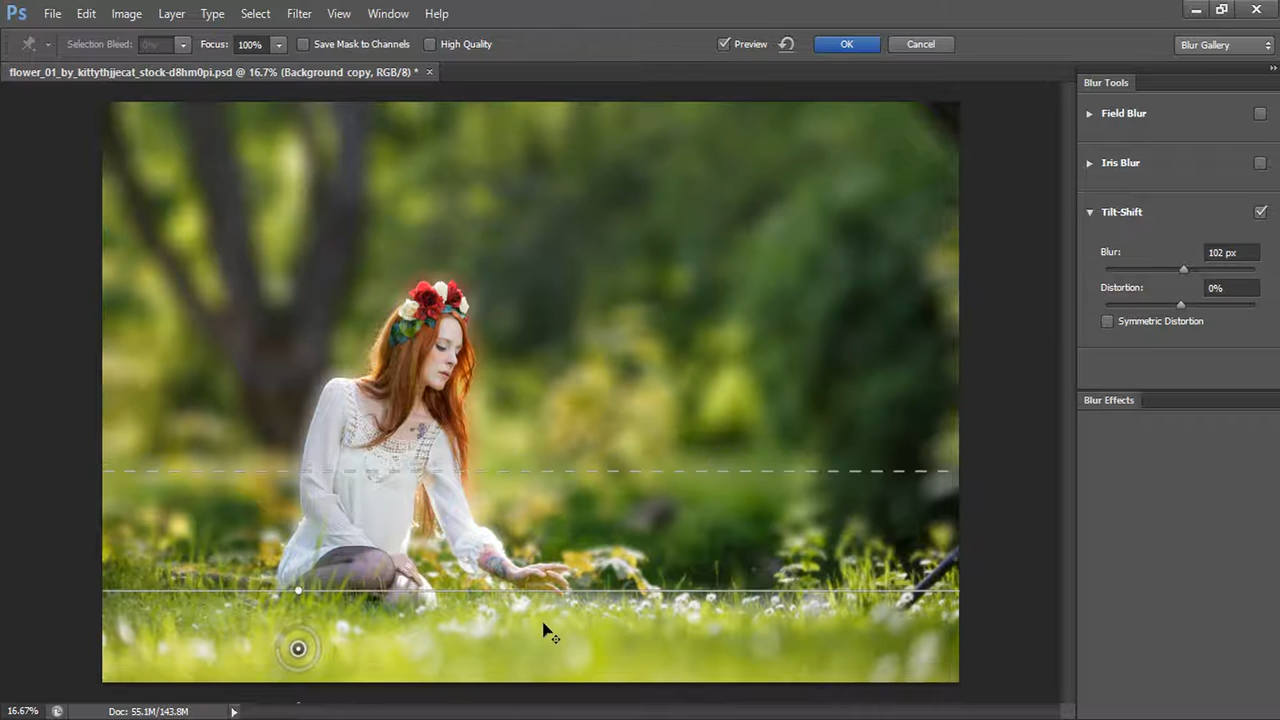 Ps File Edit Image Layer Type Select Filter View Window Help
Selection Bleed: 0% Focus: 100% Save Mask to Channels High Quality Preview OK Cancel Blur Gallery
flower_01_by_kittythjjecat_stock-d8hm0pi.psd @ 16.7% (Background copy, RGB/8) *
Blur Tools
Field Blur
Iris Blur
Tilt-Shift
Blur: 102 px
Distortion: 0%
Symmetric Distortion
Blur Effects
16.67% Doc: 55.1M/143.8M